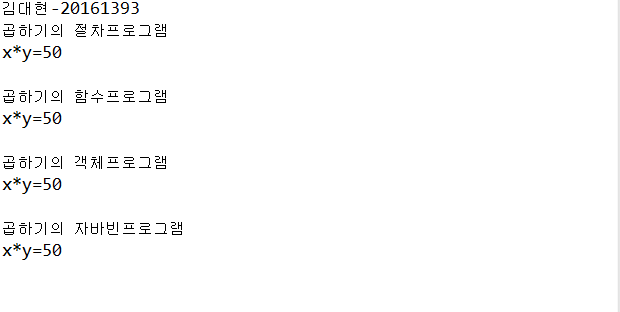 김대현-20161393
곱하기의 절차프로그램
x*y=50
곱하기의 함수프로그램
x*y=50
곱하기의 객체프로그램
x*y=50
곱하기의 자바빈프로그램
x*y=50